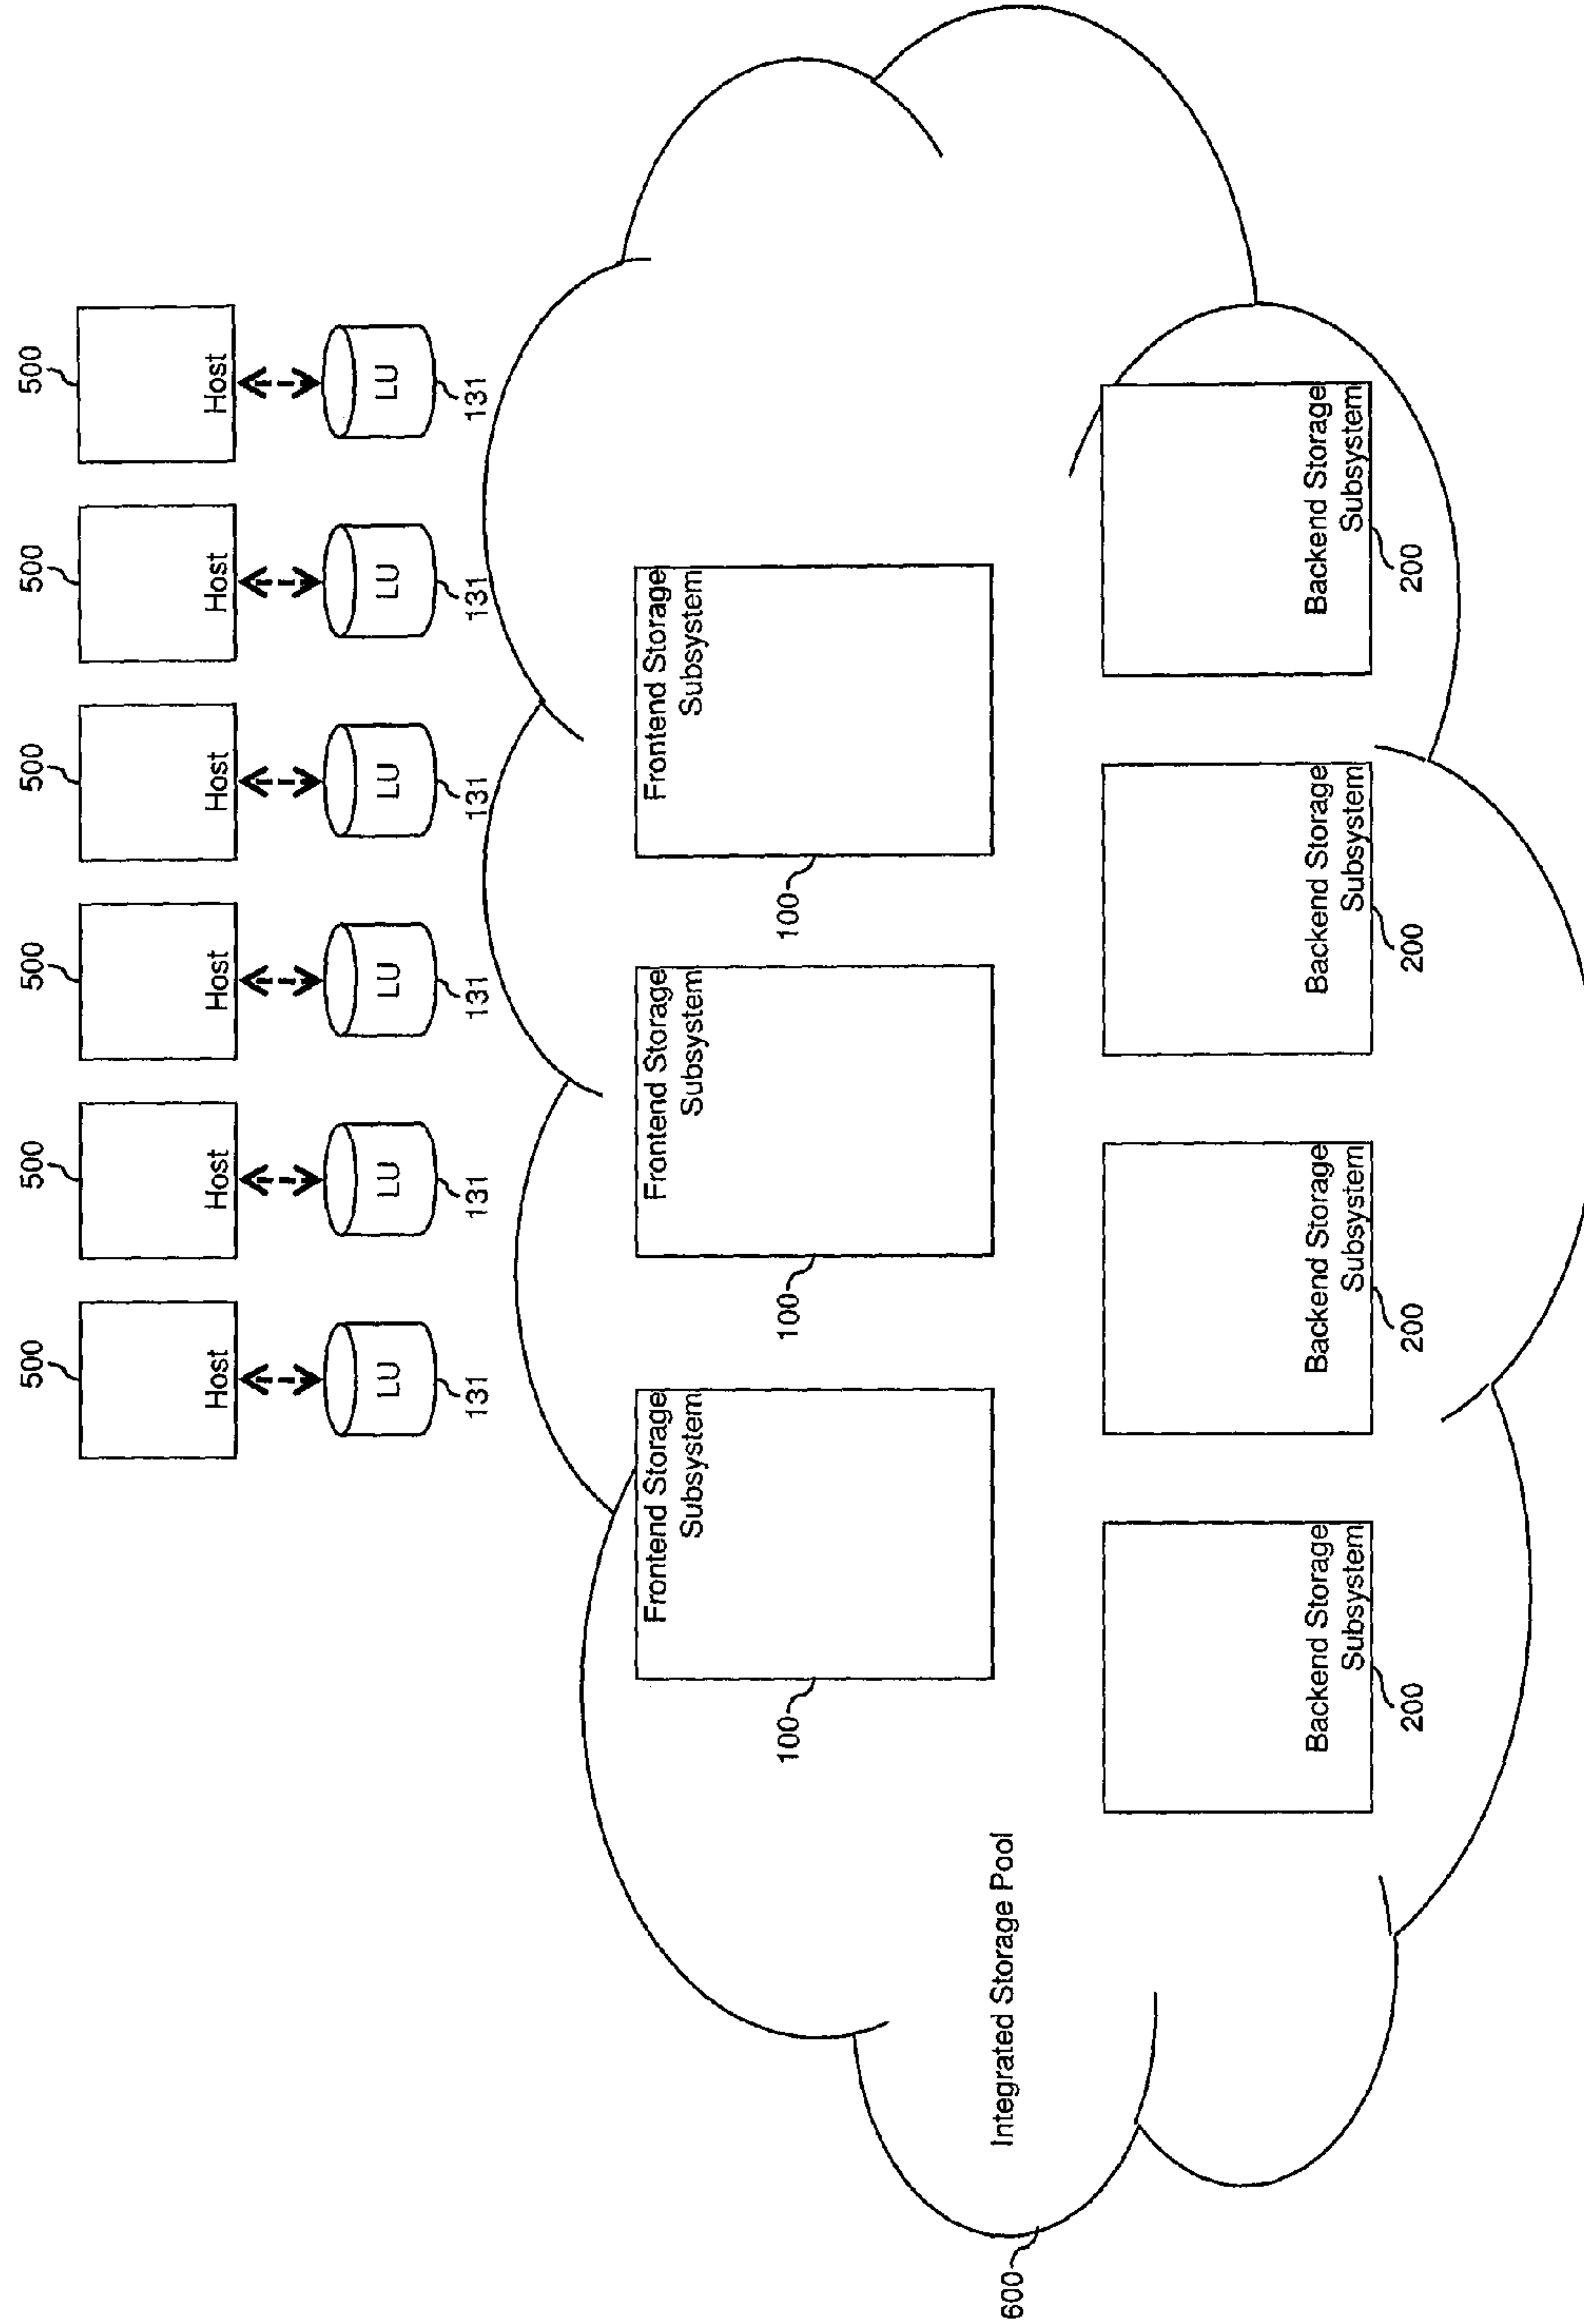 500
500
500
500
500
500
Host
Host
Host
Host
Host
Host
LU
LU
LU
LU
LU
LU
131
131
131
131
131
131
Frontend Storage
Subsystem
Frontend Storage
Subsystem
Frontend Storage
Subsystem
100
100
100
Integrated Storage Pool
600
Backend Storage
Subsystem
Backend Storage
Subsystem
Backend Storage
Subsystem
Backend Storage
Subsystem
200
200
200
200